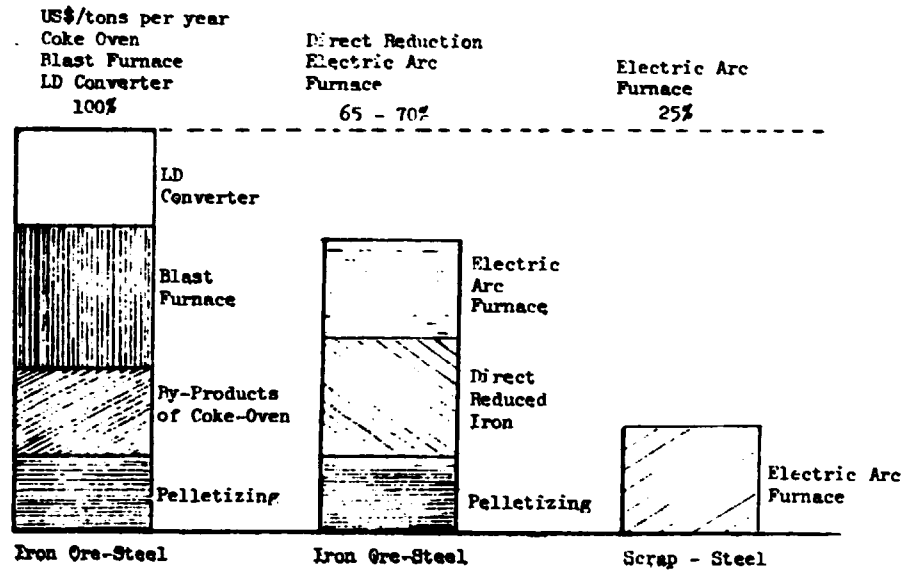 US$/tons per year
Coke Oven
Blast Furnace
LD Converter
100%
Direct Reduction
Electric Arc
Furnace
65 - 70%
Electric Arc
Furnace
25%
LD
Converter
Blast
Furnace
By-Products
of Coke-Oven
Pelletizing
Electric
Arc
Furnace
Direct
Reduced
Iron
Pelletizing
Electric Arc
Furnace
Iron Ore-Steel
Iron Ore-Steel
Scrap - Steel